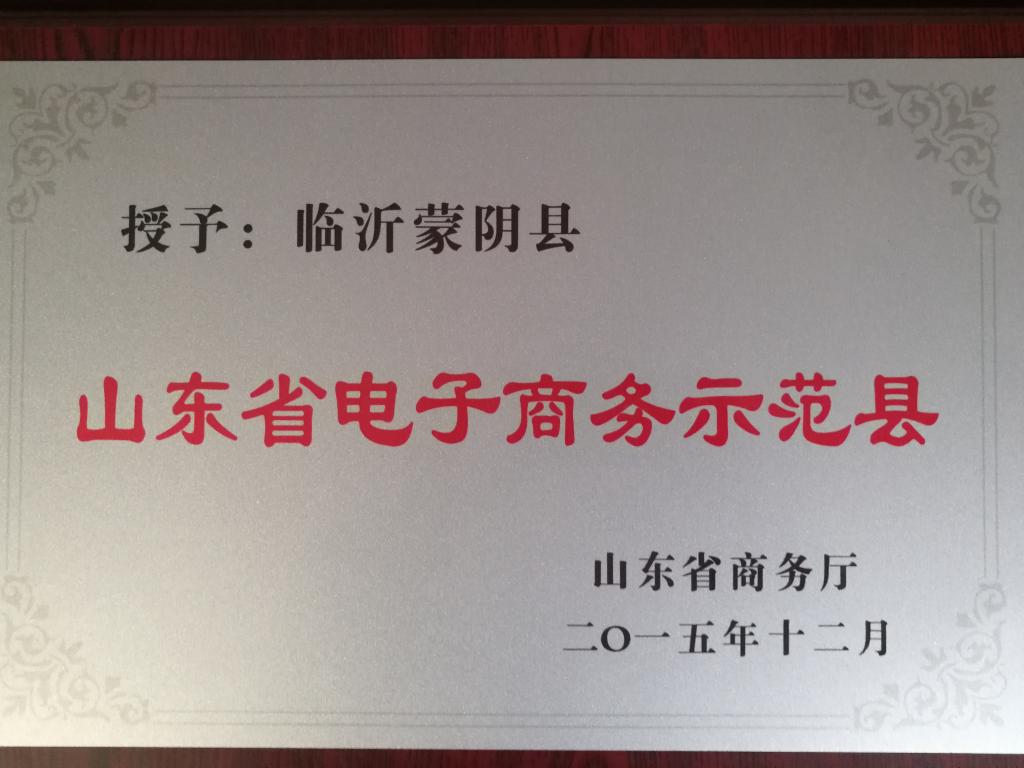 授予：临沂蒙阴县
山东省电子商务示范县
山东省商务厅
二〇一五年十二月